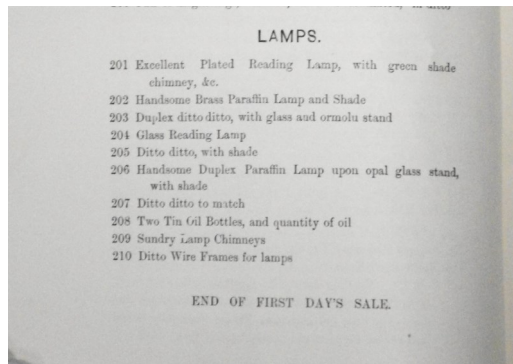 LAMPS.
201 Excellent Plated Reading Lamp, with green shade
chimney, &c.
202 Handsome Brass Paraffin Lamp and Shade
203 Duplex ditto ditto, with glass and ormolu stand
204 Glass Reading Lamp
205 Ditto ditto, with shade
206 Handsome Duplex Paraffin Lamp upon opal glass stand,
with shade
207 Ditto ditto to match
208 Two Tin Oil Bottles, and quantity of oil
209 Sundry Lamp Chimneys
210 Ditto Wire Frames for lamps
END OF FIRST DAY'S SALE.